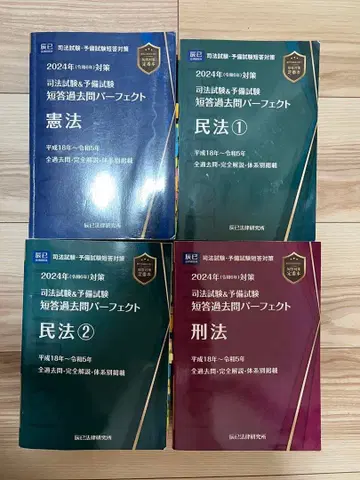 辰已
司法試験・予備試験短答対策
2024年(令和6年)対策
司法試験&予備試験
短答過去問パーフェクト
憲法
平成18年～令和5年
全過去問・完全解説・体系別掲載
辰已法律研究所
辰已
司法試験・予備試験短答対策
2024年(令和6年)対策
司法試験&予備試験
短答過去問パーフェクト
民法①
平成18年～令和5年
全過去問・完全解説・体系別掲載
辰已法律研究所
辰已
司法試験・予備試験短答対策
2024年(令和6年)対策
司法試験&予備試験
短答過去問パーフェクト
民法②
平成18年～令和5年
全過去問・完全解説・体系別掲載
辰已法律研究所
辰已
司法試験・予備試験短答対策
2024年(令和6年)対策
司法試験&予備試験
短答過去問パーフェクト
刑法
平成18年～令和5年
全過去問・完全解説・体系別掲載
辰已法律研究所